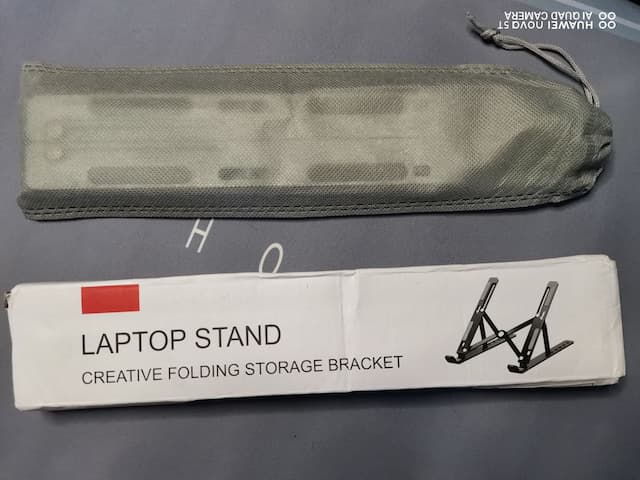 HUAWEI nova 5T
AI QUAD CAMERA
H O
LAPTOP STAND
CREATIVE FOLDING STORAGE BRACKET